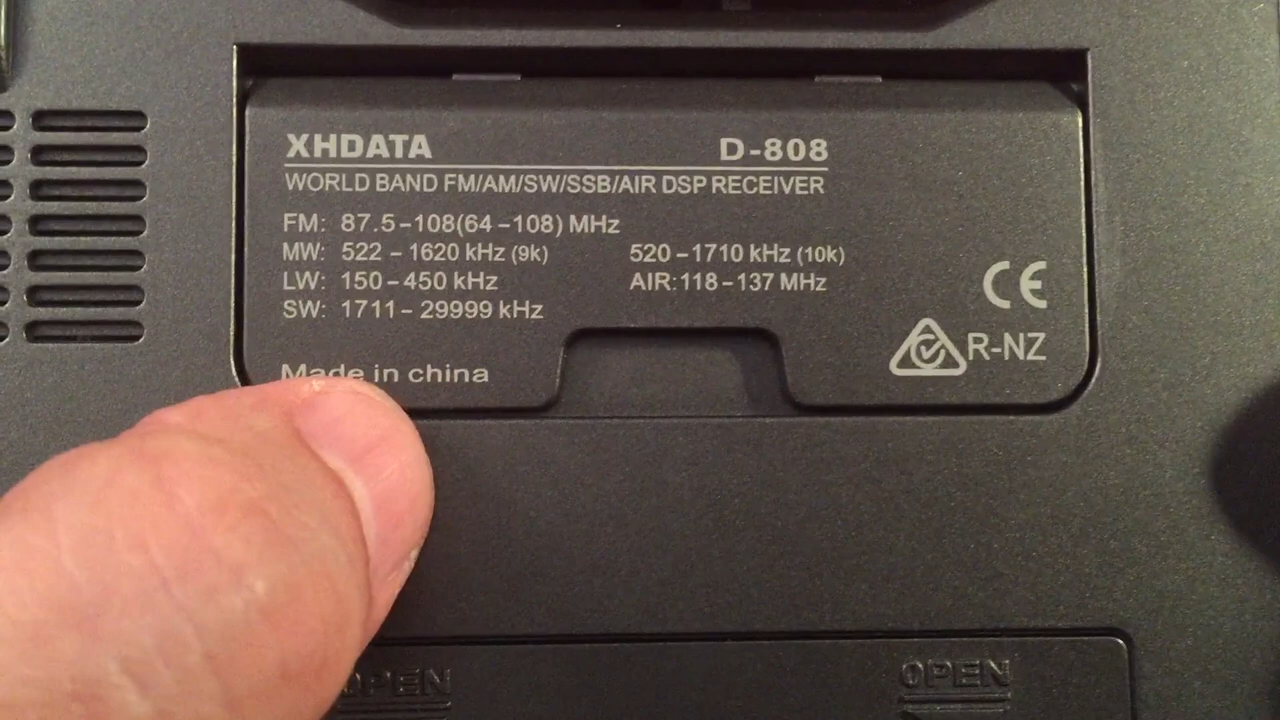 XHDATA D-808
WORLD BAND FM/AM/SW/SSB/AIR DSP RECEIVER
FM: 87.5-108(64-108) MHz
MW: 522-1620 kHz (9k) 520-1710 kHz (10k)
LW: 150-450 kHz AIR:118-137 MHz
SW: 1711-29999 kHz
CE
R-NZ
Made in china
OPEN OPEN